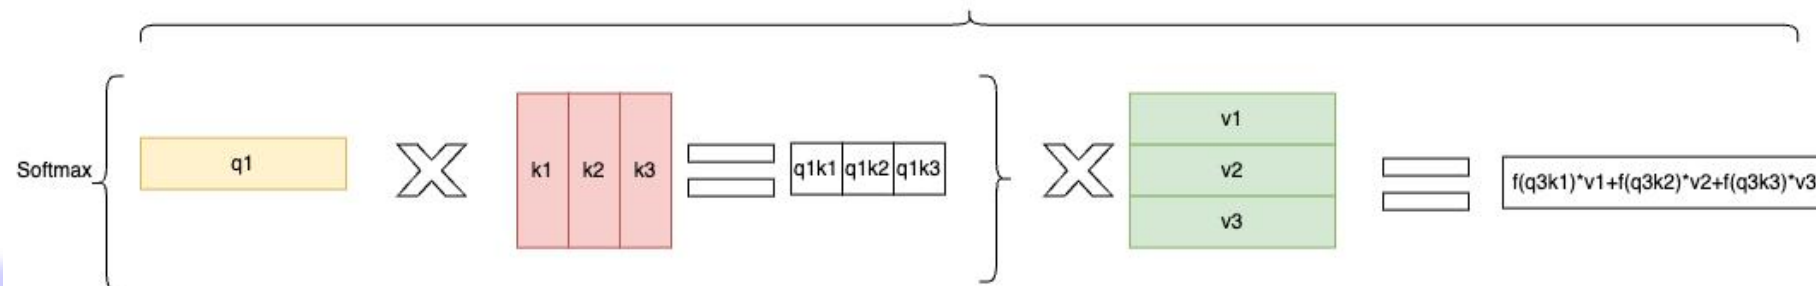 Softmax
q1
k1 k2 k3
q1k1 q1k2 q1k3
v1
v2
v3
f(q3k1)*v1+f(q3k2)*v2+f(q3k3)*v3